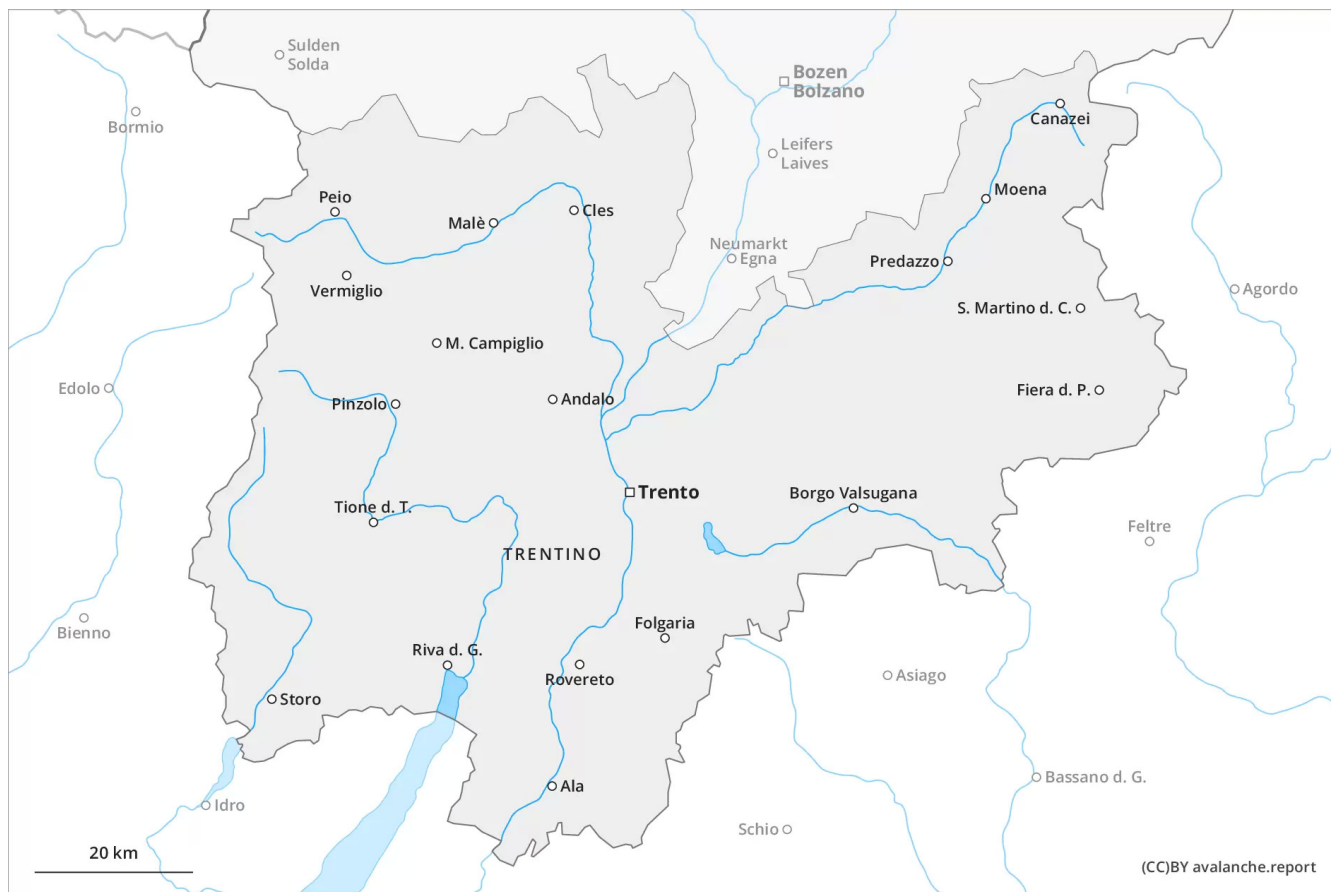 Sulden
Solda
Bozen
Bolzano
Bormio
Canazei
Leifers
Laives
Moena
Peio
Malè
Cles
Neumarkt
Egna
Predazzo
Vermiglio
Agordo
S. Martino d. C.
M. Campiglio
Edolo
Pinzolo
Andalo
Fiera d. P.
Trento
Borgo Valsugana
Tione d. T.
Feltre
TRENTINO
Bienno
Folgaria
Riva d. G.
Rovereto
Asiago
Storo
Bassano d. G.
Ala
Idro
Schio
20 km
(CC)BY avalanche.report